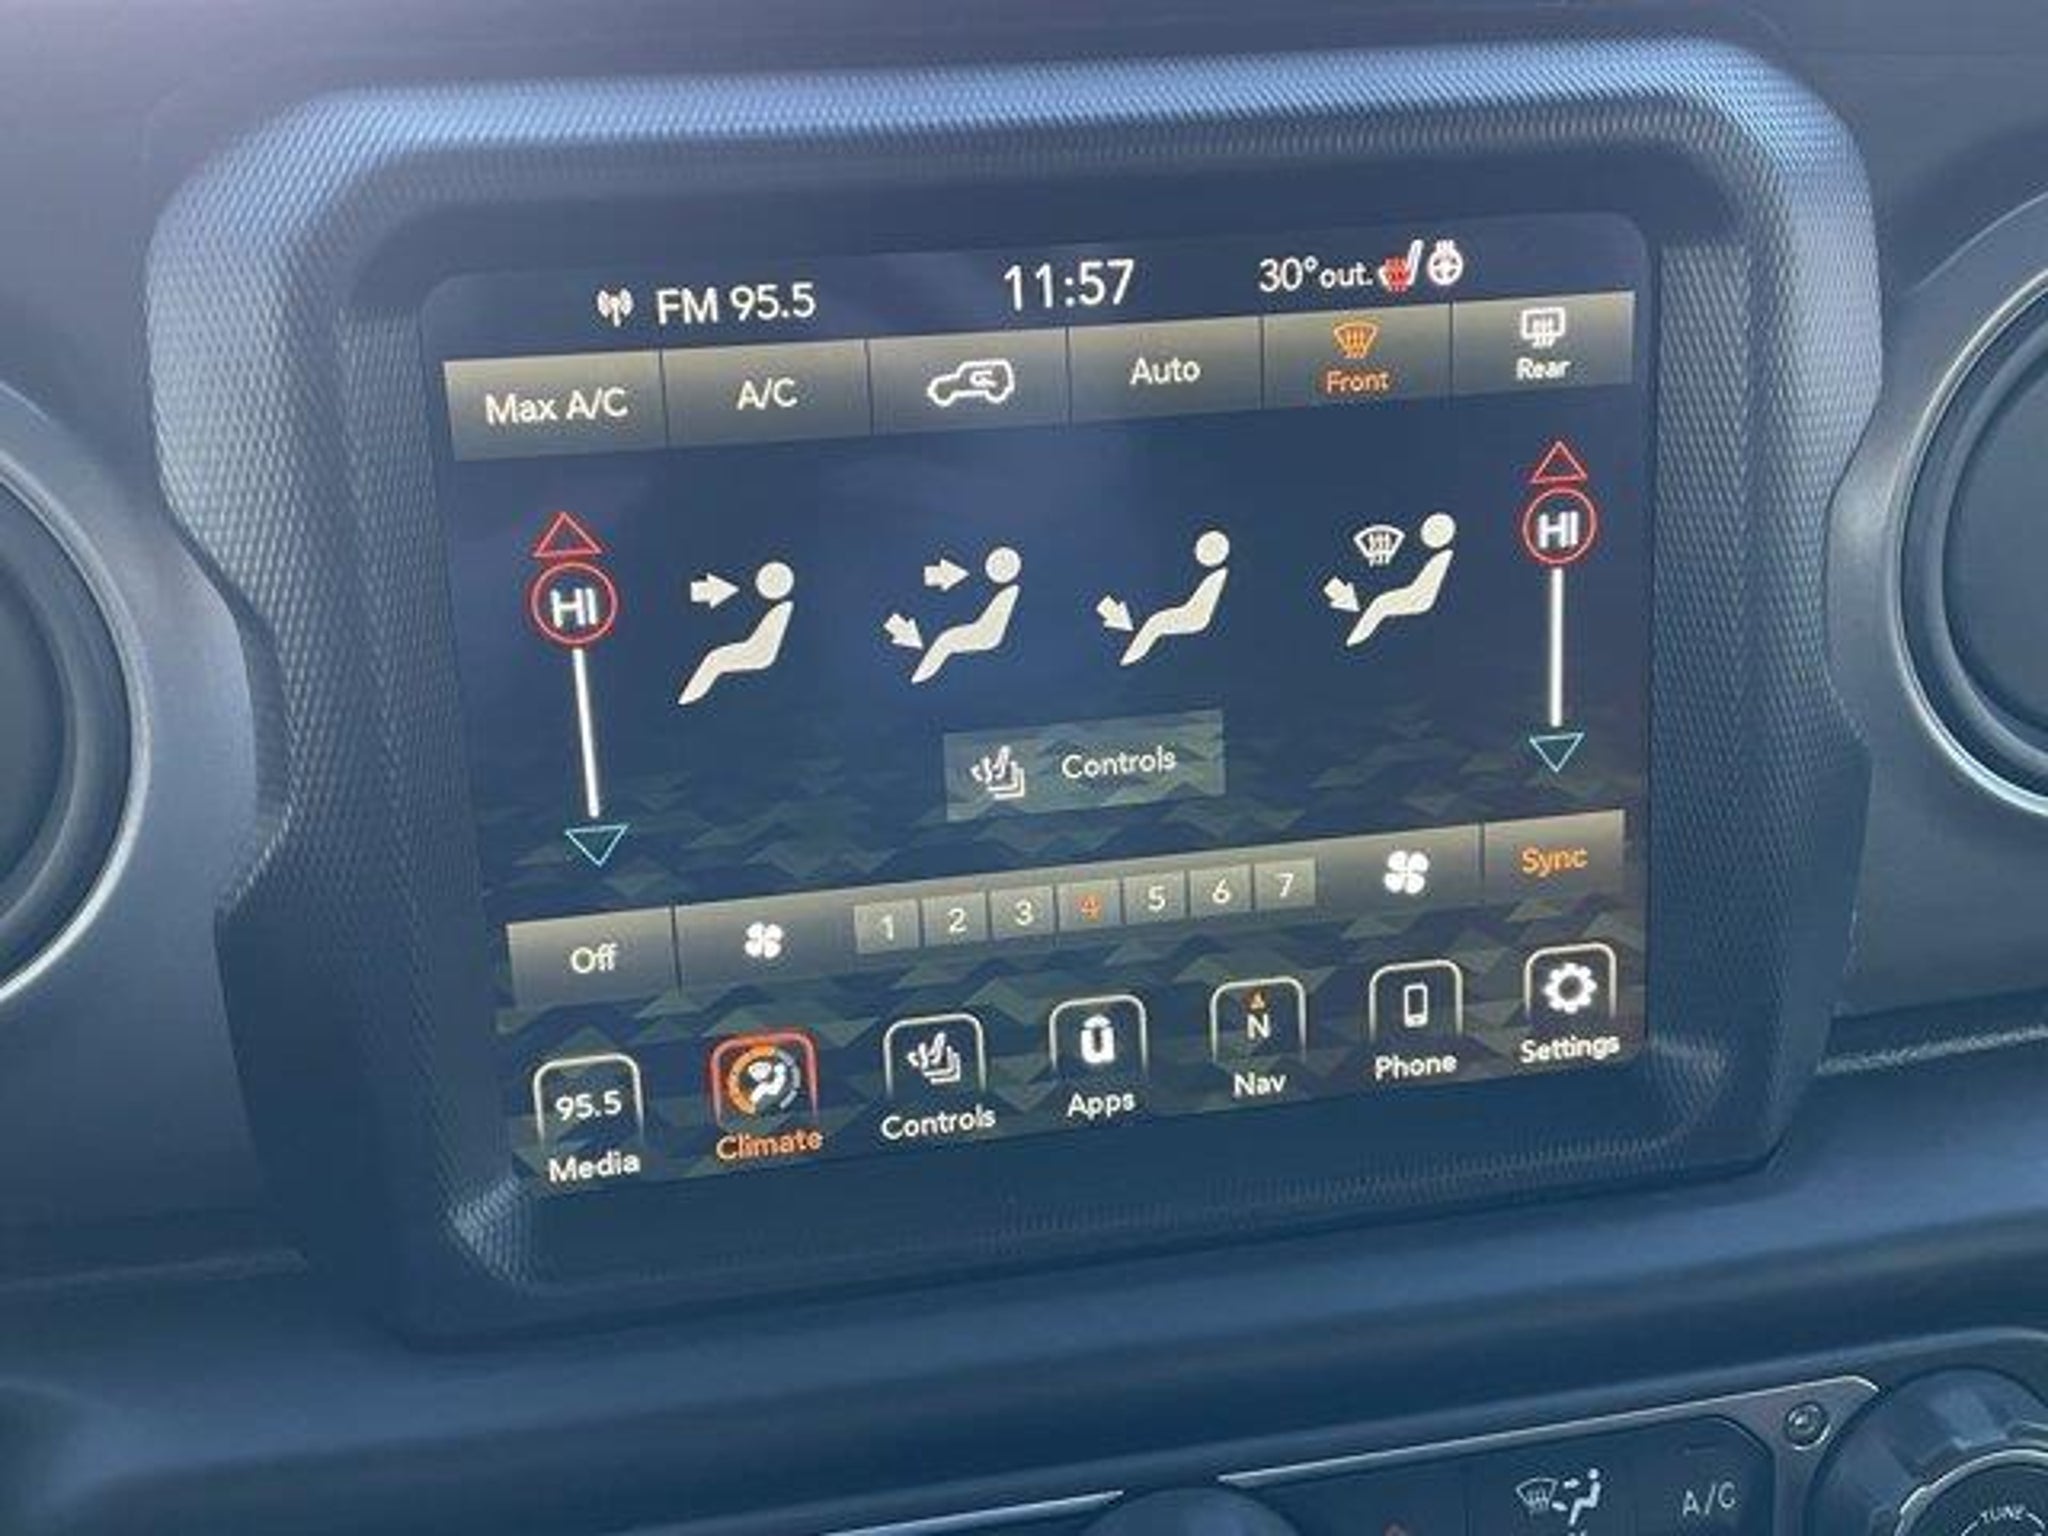 FM 95.5
11:57
30°out.
Max A/C
A/C
Auto
Front
Rear
HI
HI
Controls
Off
1 2 3 4 5 6 7
Sync
95.5
Media
Climate
Controls
Apps
N
Nav
Phone
Settings
A/C
TUNE